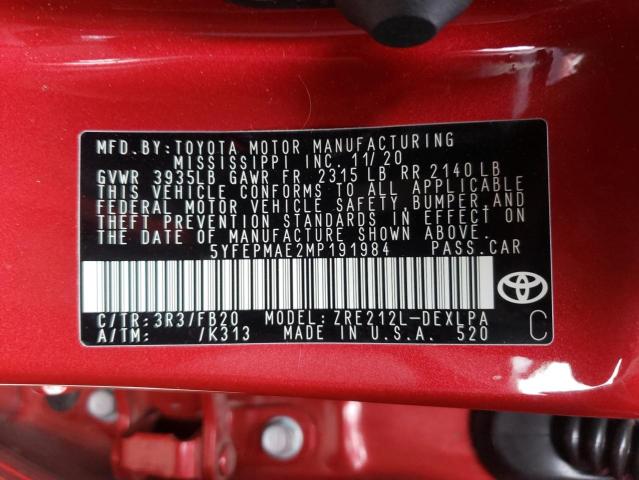 MFD.BY:TOYOTA MOTOR MANUFACTURING
MISSISSIPPI INC. 11/20
GVWR 3935LB GAWR FR 2315LB RR 2140LB
THIS VEHICLE CONFORMS TO ALL APPLICABLE
FEDERAL MOTOR VEHICLE SAFETY, BUMPER, AND
THEFT PREVENTION STANDARDS IN EFFECT ON
THE DATE OF MANUFACTURE SHOWN ABOVE.
5YFEPMAE2MP191984 PASS.CAR
C/TR:3R3/FB20 MODEL:ZRE212L-DEXLPA
A/TM: /K313 MADE IN U.S.A. 520
C